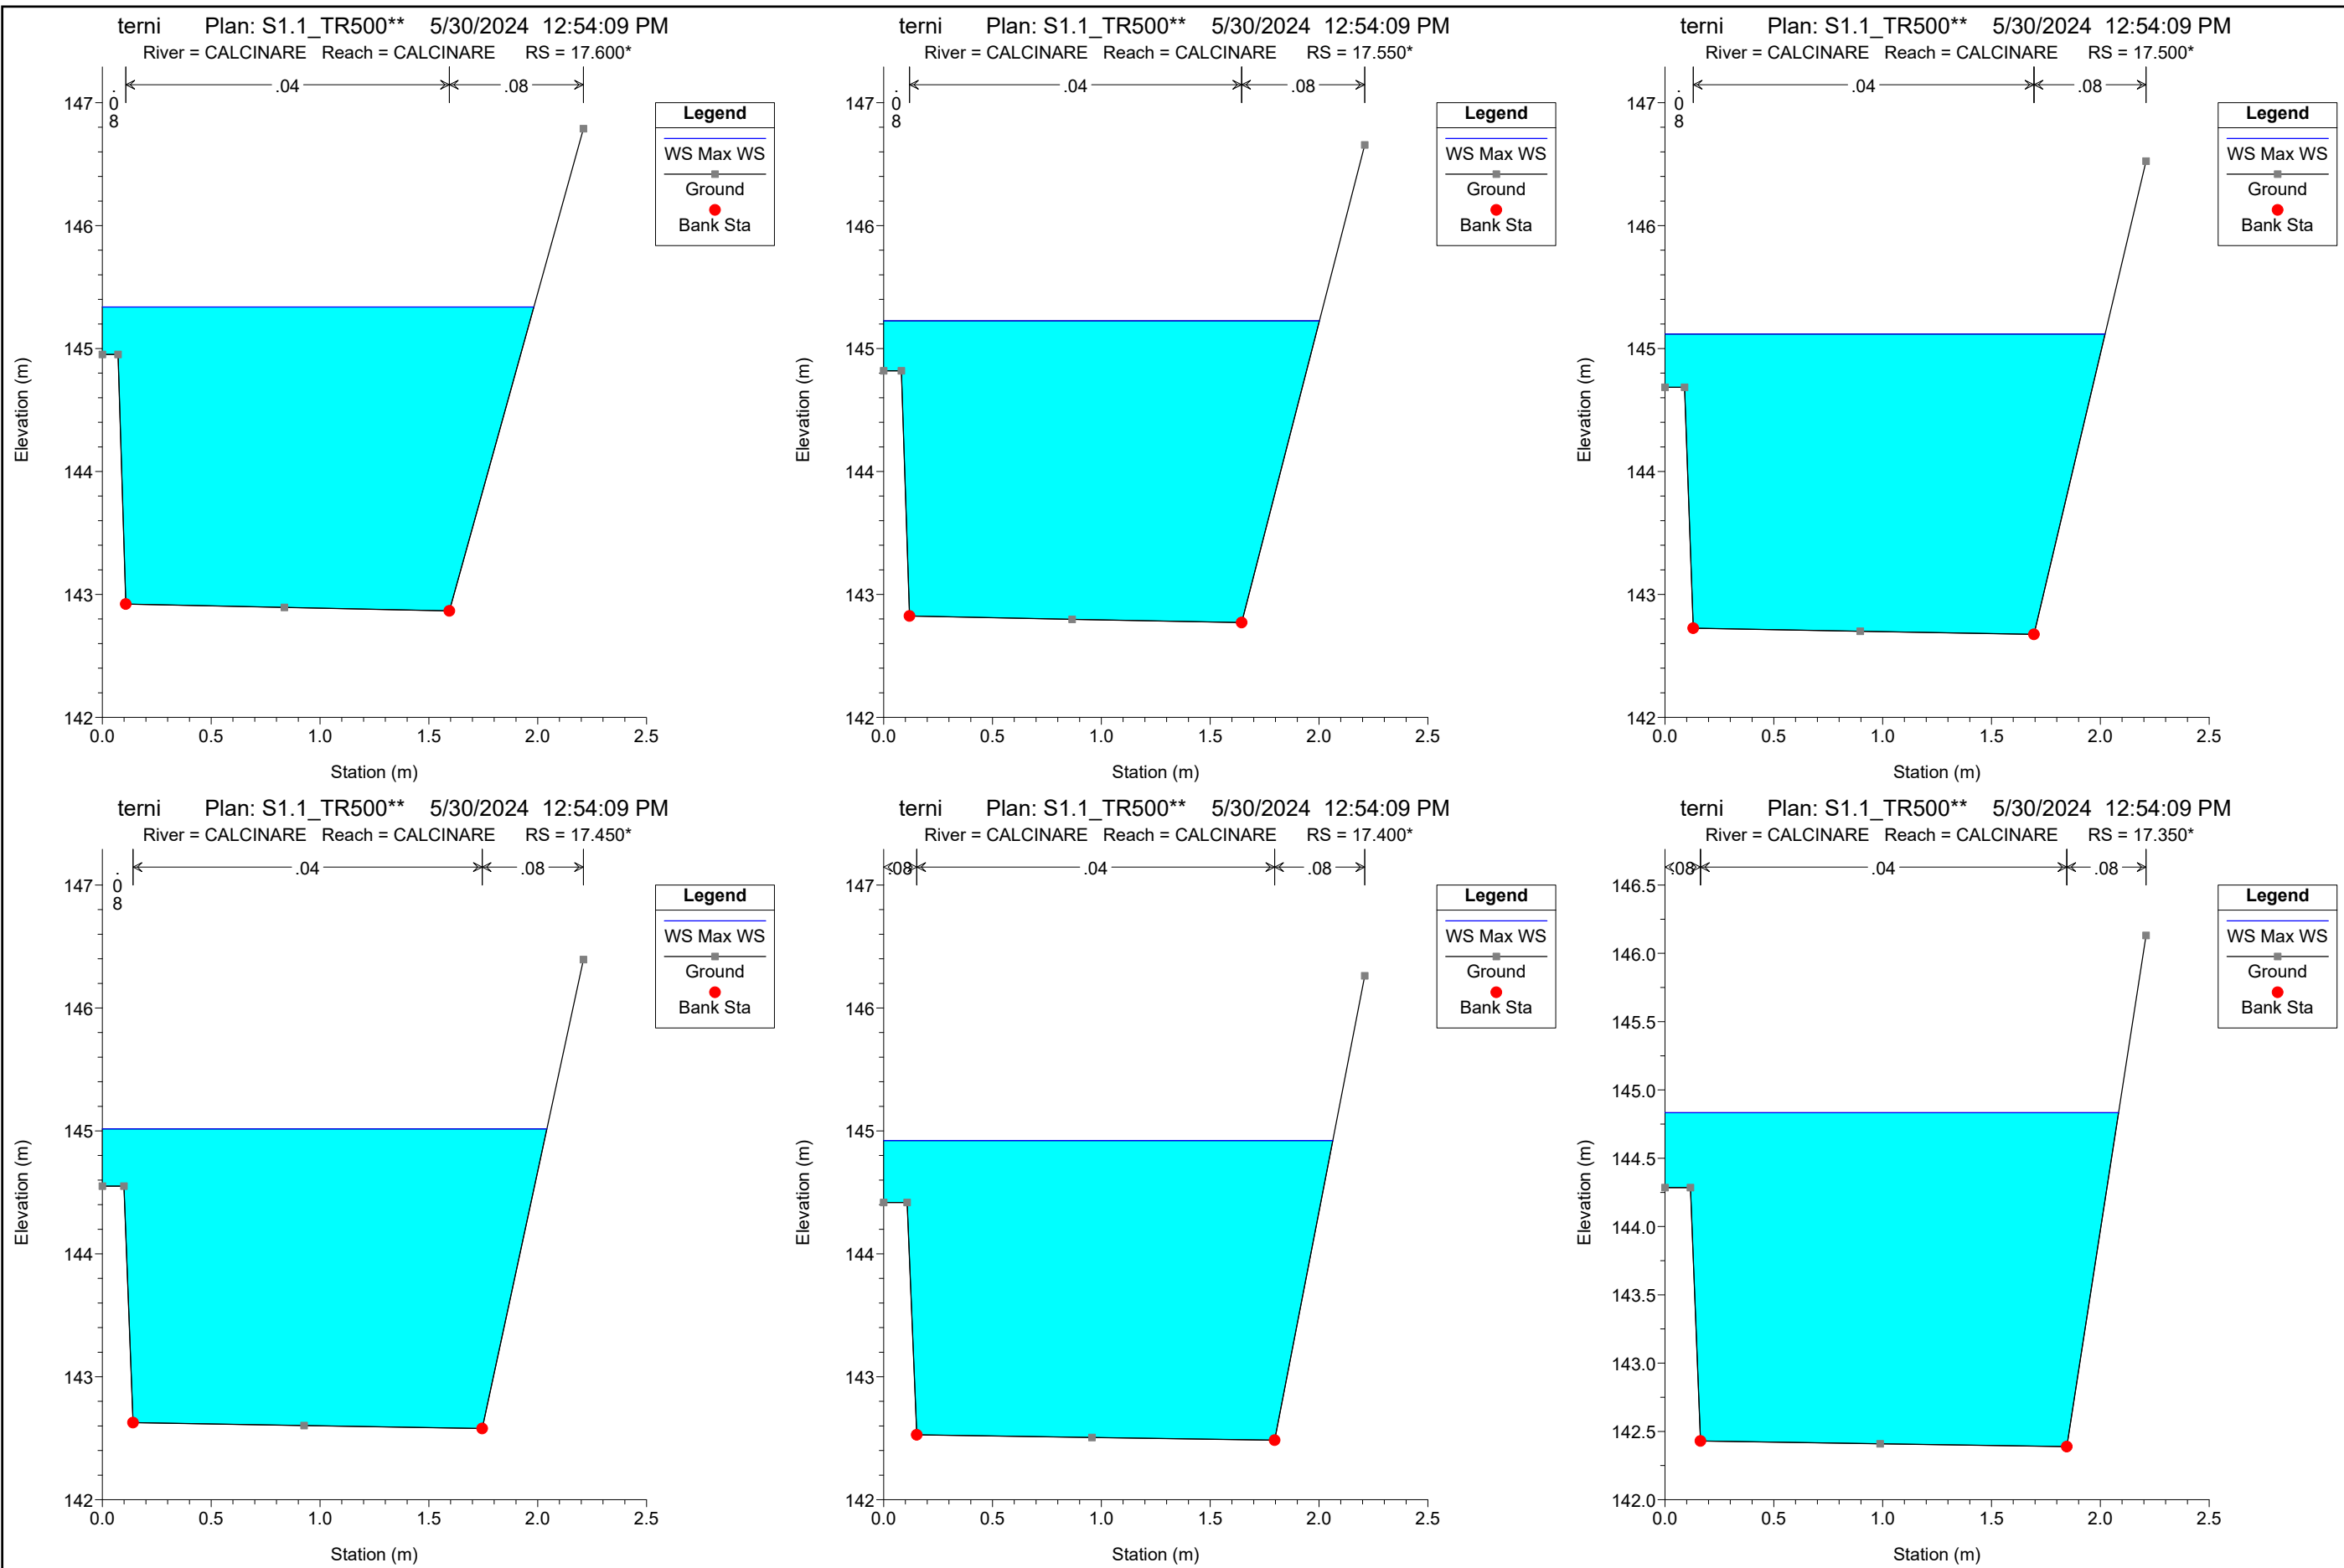 terni Plan: S1.1_TR500** 5/30/2024 12:54:09 PM
River = CALCINARE Reach = CALCINARE RS = 17.600*
.08 .04 .08
Legend
WS Max WS
Ground
Bank Sta
147
146
145
144
143
142
Elevation (m)
0.0 0.5 1.0 1.5 2.0 2.5
Station (m)
terni Plan: S1.1_TR500** 5/30/2024 12:54:09 PM
River = CALCINARE Reach = CALCINARE RS = 17.550*
.08 .04 .08
Legend
WS Max WS
Ground
Bank Sta
147
146
145
144
143
142
Elevation (m)
0.0 0.5 1.0 1.5 2.0 2.5
Station (m)
terni Plan: S1.1_TR500** 5/30/2024 12:54:09 PM
River = CALCINARE Reach = CALCINARE RS = 17.500*
.08 .04 .08
Legend
WS Max WS
Ground
Bank Sta
147
146
145
144
143
142
Elevation (m)
0.0 0.5 1.0 1.5 2.0 2.5
Station (m)
terni Plan: S1.1_TR500** 5/30/2024 12:54:09 PM
River = CALCINARE Reach = CALCINARE RS = 17.450*
.08 .04 .08
Legend
WS Max WS
Ground
Bank Sta
147
146
145
144
143
142
Elevation (m)
0.0 0.5 1.0 1.5 2.0 2.5
Station (m)
terni Plan: S1.1_TR500** 5/30/2024 12:54:09 PM
River = CALCINARE Reach = CALCINARE RS = 17.400*
.08 .04 .08
Legend
WS Max WS
Ground
Bank Sta
147
146
145
144
143
142
Elevation (m)
0.0 0.5 1.0 1.5 2.0 2.5
Station (m)
terni Plan: S1.1_TR500** 5/30/2024 12:54:09 PM
River = CALCINARE Reach = CALCINARE RS = 17.350*
.08 .04 .08
Legend
WS Max WS
Ground
Bank Sta
146.5
146.0
145.5
145.0
144.5
144.0
143.5
143.0
142.5
142.0
Elevation (m)
0.0 0.5 1.0 1.5 2.0 2.5
Station (m)